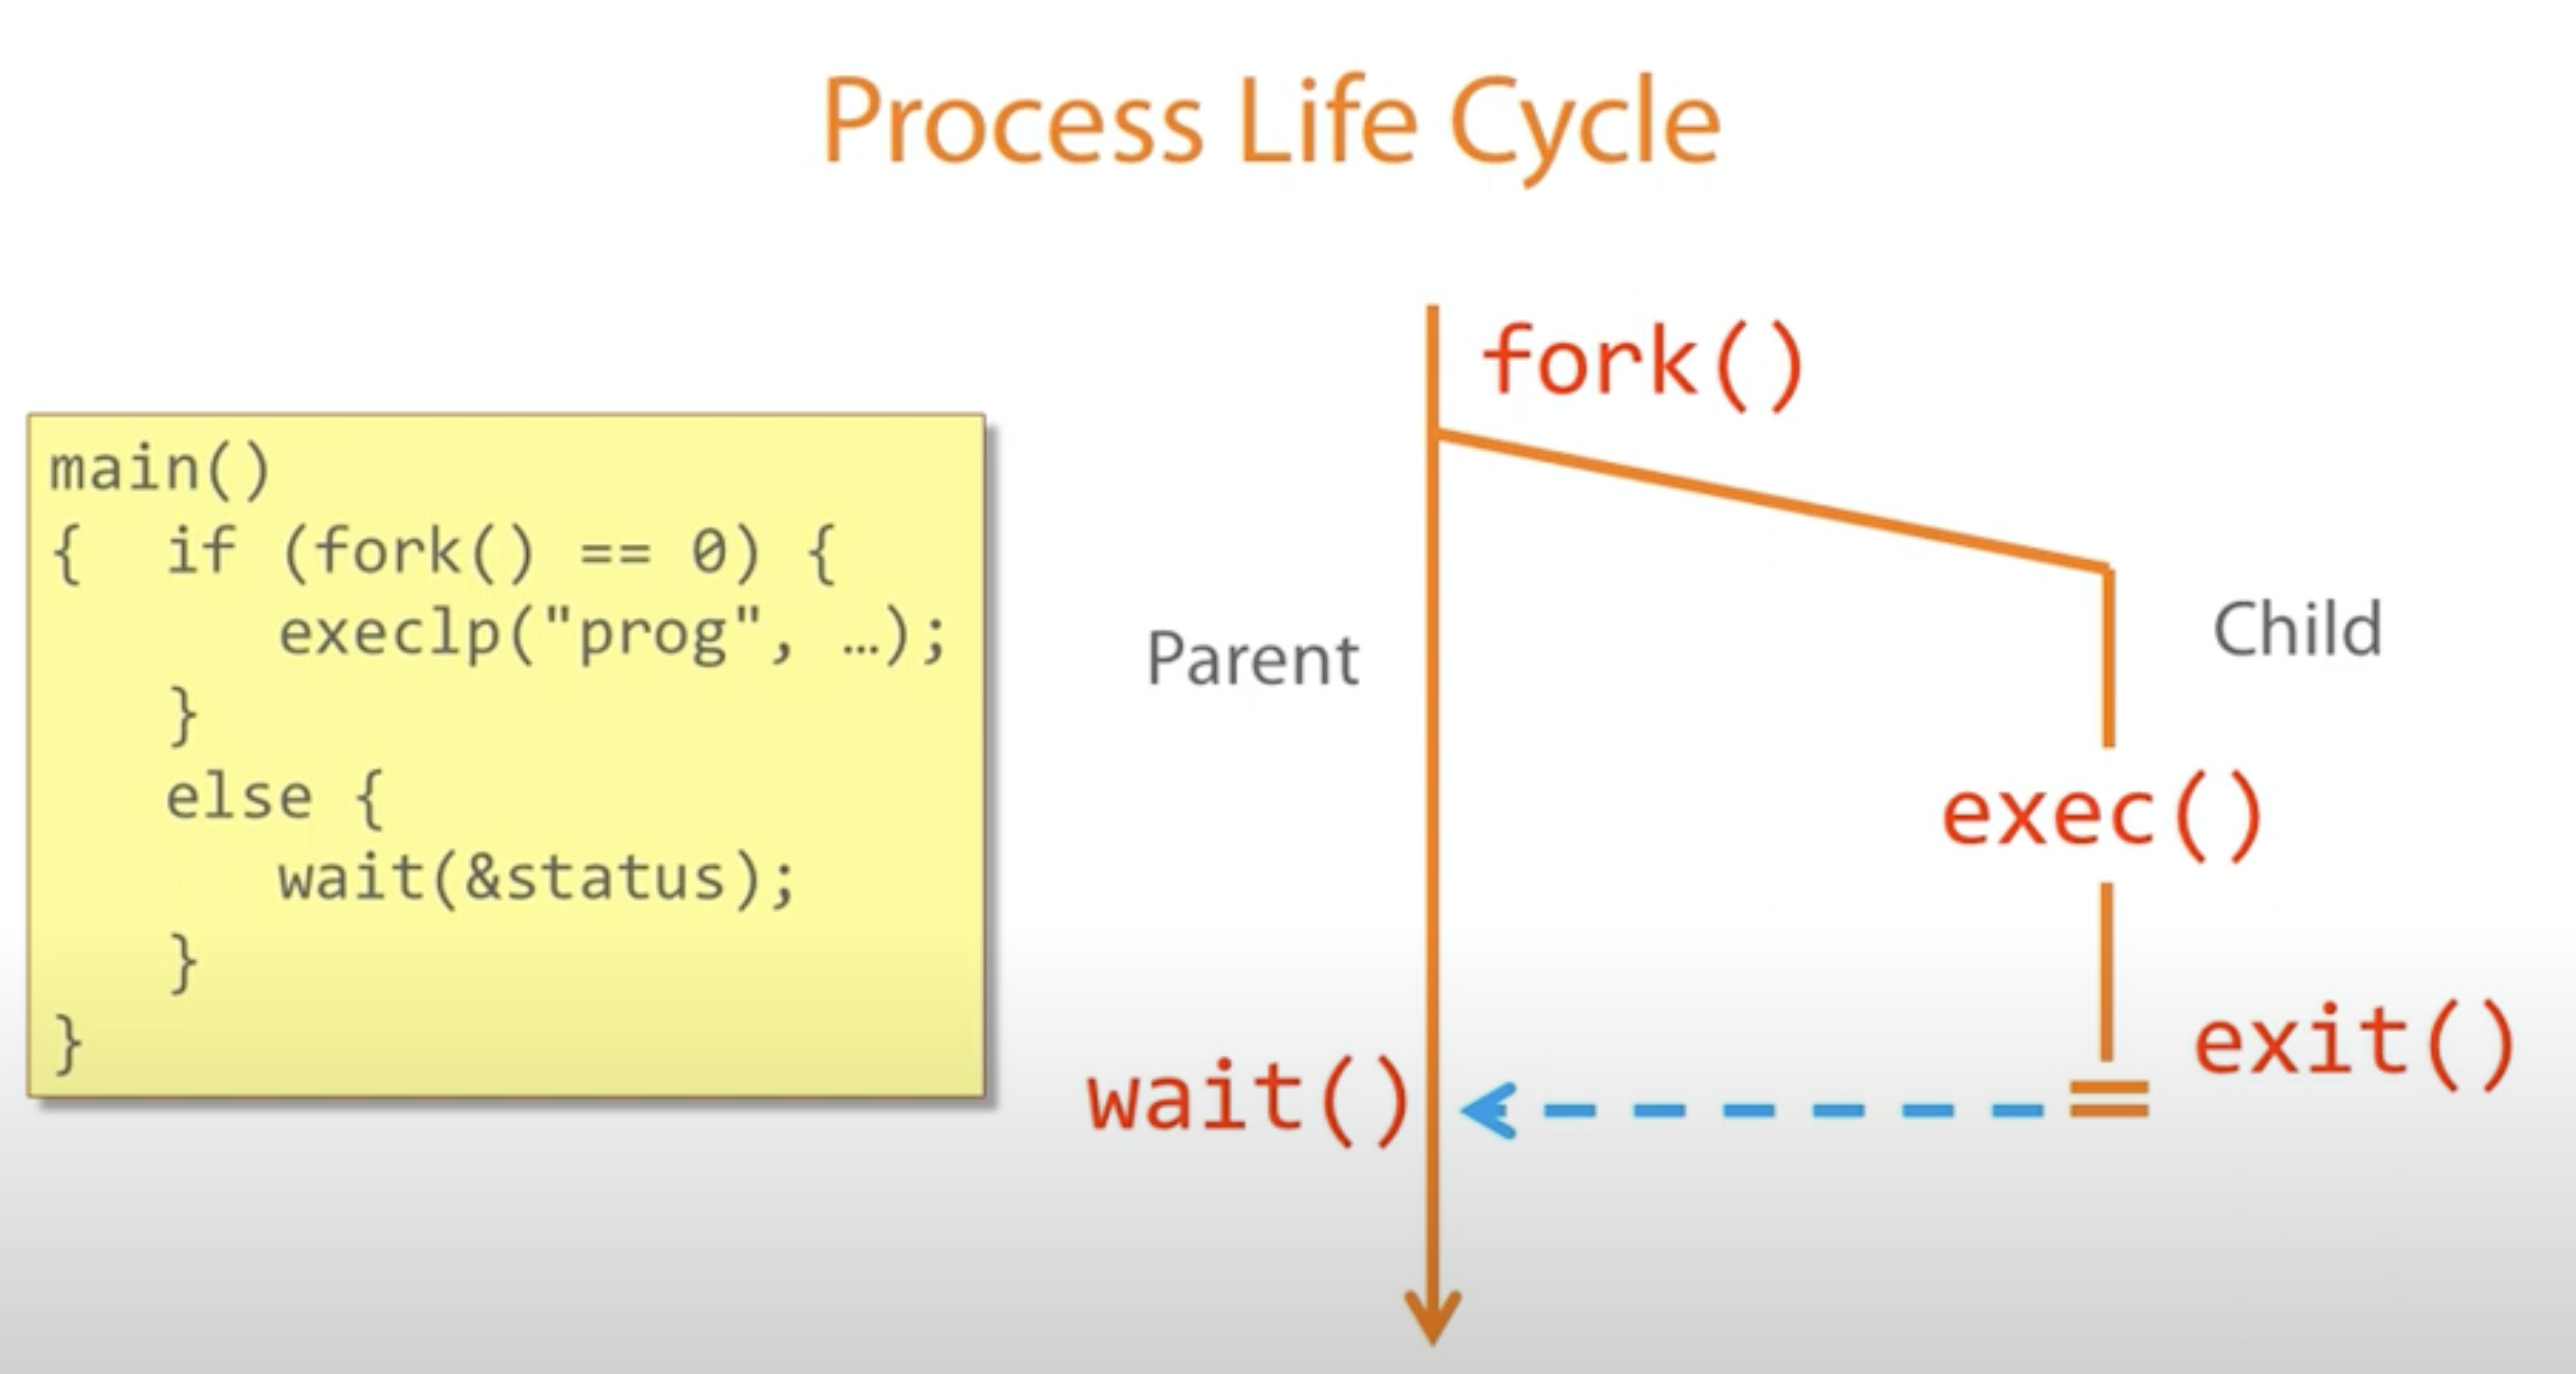 Process Life Cycle
main()
{  if (fork() == 0) {
      execlp("prog", …);
   }
   else {
      wait(&status);
   }
}
fork()
Parent
Child
exec()
exit()
wait()